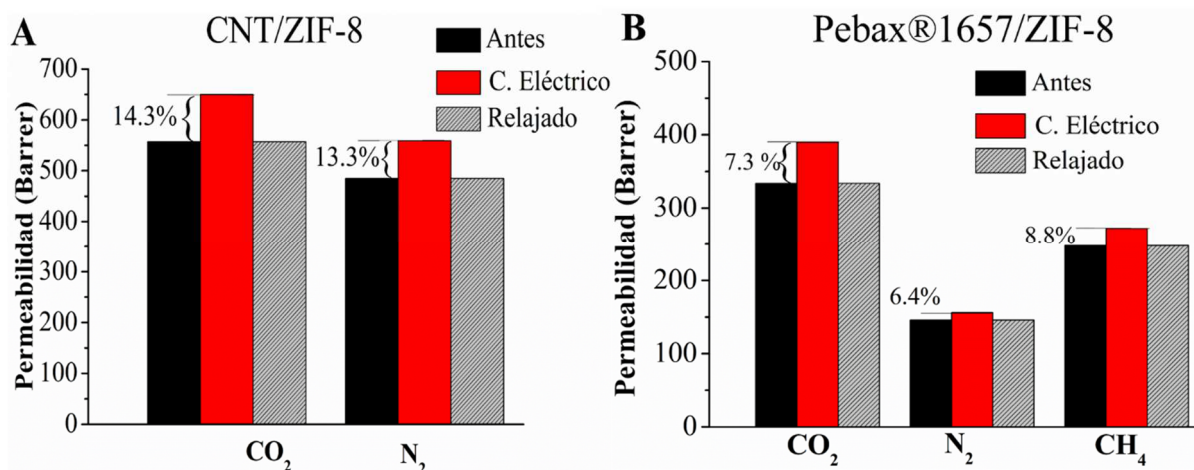 A
CNT/ZIF-8
Antes
C. Eléctrico
Relajado
Permeabilidad (Barrer)
700
600
500
400
300
200
100
0
14.3%
13.3%
CO₂
N₂
B
Pebax®1657/ZIF-8
Antes
C. Eléctrico
Relajado
Permeabilidad (Barrer)
500
400
300
200
100
0
7.3 %
6.4%
8.8%
CO₂
N₂
CH₄